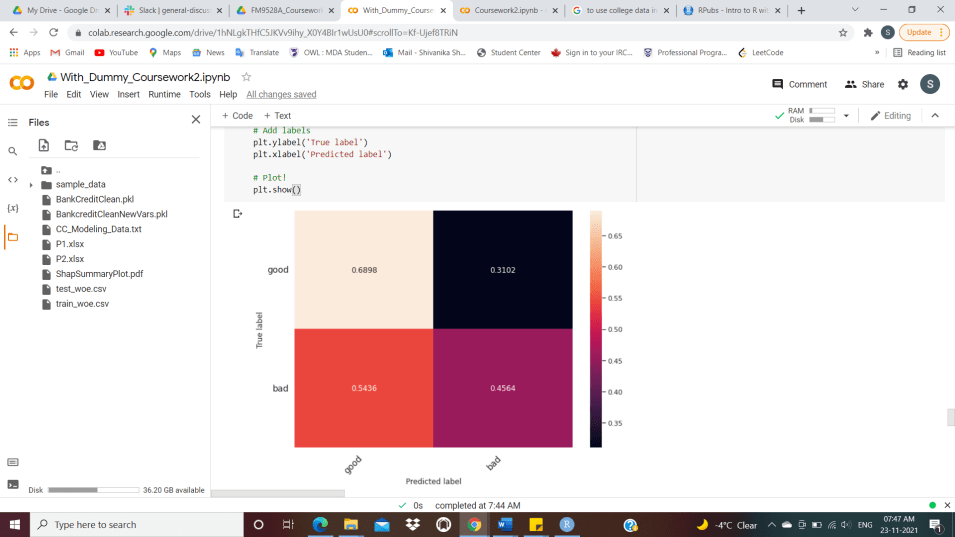 My Drive - Google Dr
Slack | general-discus
FM9528A_Coursewor
With_Dummy_Course
Coursework2.ipynb -
to use college data in
RPubs - Intro to R wit
colab.research.google.com/drive/1hNLgkTHfC5JKVv9ihy_X0Y4BIr1wUsU0#scrollTo=Kf-Ujef8TRiN
S
Update
Apps
Gmail
YouTube
Maps
News
Translate
OWL : MDA Studen...
Mail - Shivanika Sh...
Student Center
Sign in to your IRC...
Professional Progra...
LeetCode
»
Reading list
With_Dummy_Coursework2.ipynb
File Edit View Insert Runtime Tools Help All changes saved
Comment
Share
S
Files
+ Code + Text
RAM
Disk
Editing
..
sample_data
BankCreditClean.pkl
BankcreditCleanNewVars.pkl
CC_Modeling_Data.txt
P1.xlsx
P2.xlsx
ShapSummaryPlot.pdf
test_woe.csv
train_woe.csv
Disk
36.20 GB available
# Add labels
plt.ylabel('True label')
plt.xlabel('Predicted label')
# Plot!
plt.show()
good
0.6898
0.3102
bad
0.5436
0.4564
True label
good
bad
Predicted label
0.65
0.60
0.55
0.50
0.45
0.40
0.35
0s completed at 7:44 AM
Type here to search
-4°C Clear
ENG
07:47 AM
23-11-2021
1